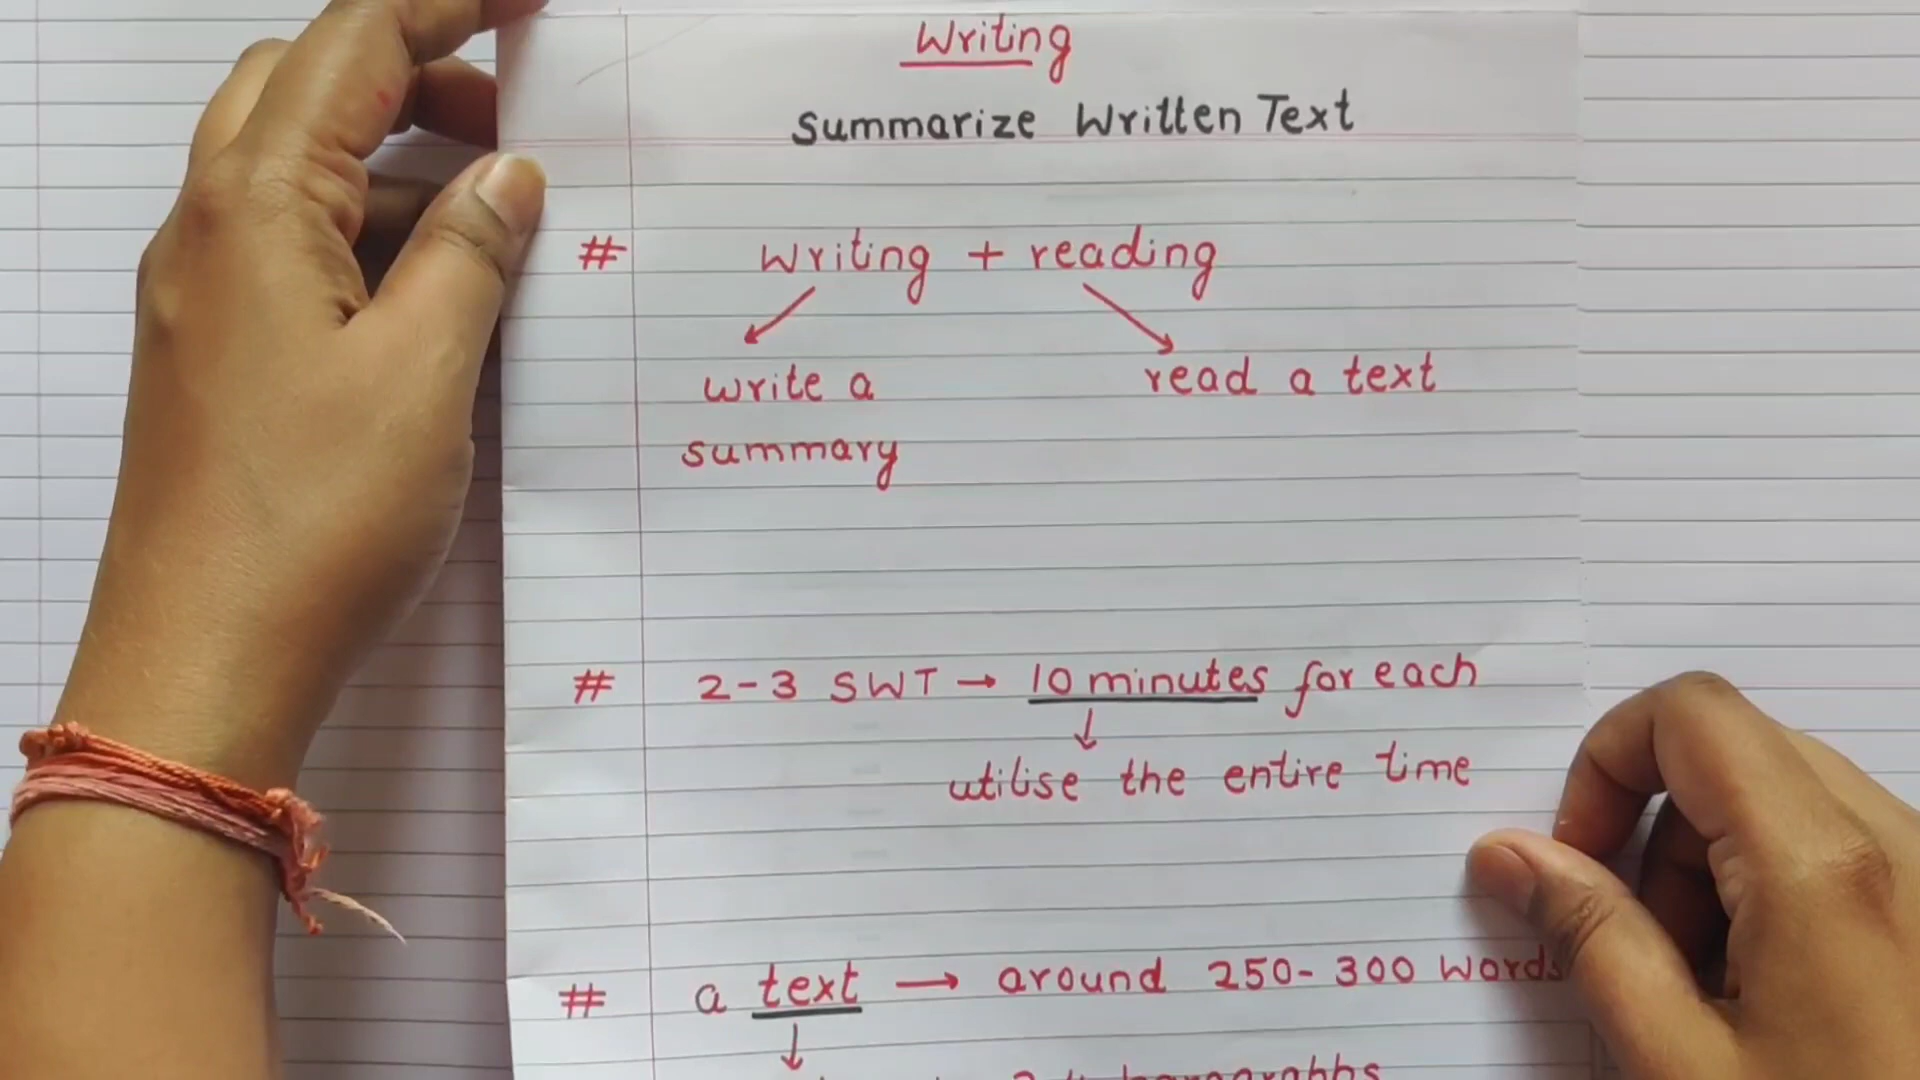 Writing
Summarize Written Text
# Writing + reading
write a
summary
read a text
# 2-3 SWT → 10 minutes for each
↓
utilise the entire time
# a text → around 250-300 words
↓
paragraphs